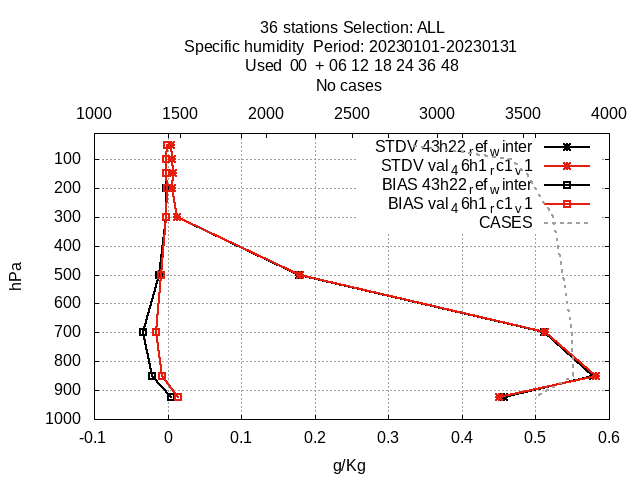 36 stations Selection: ALL
Specific humidity  Period: 20230101-20230131
Used  00  + 06 12 18 24 36 48
No cases
1000 1500 2000 2500 3000 3500 4000
STDV 43h22_ref_winter
STDV val_46h1_rc1_v1
BIAS 43h22_ref_winter
BIAS val_46h1_rc1_v1
CASES
100
200
300
400
500
600
700
800
900
1000
hPa
-0.1 0 0.1 0.2 0.3 0.4 0.5 0.6
g/Kg